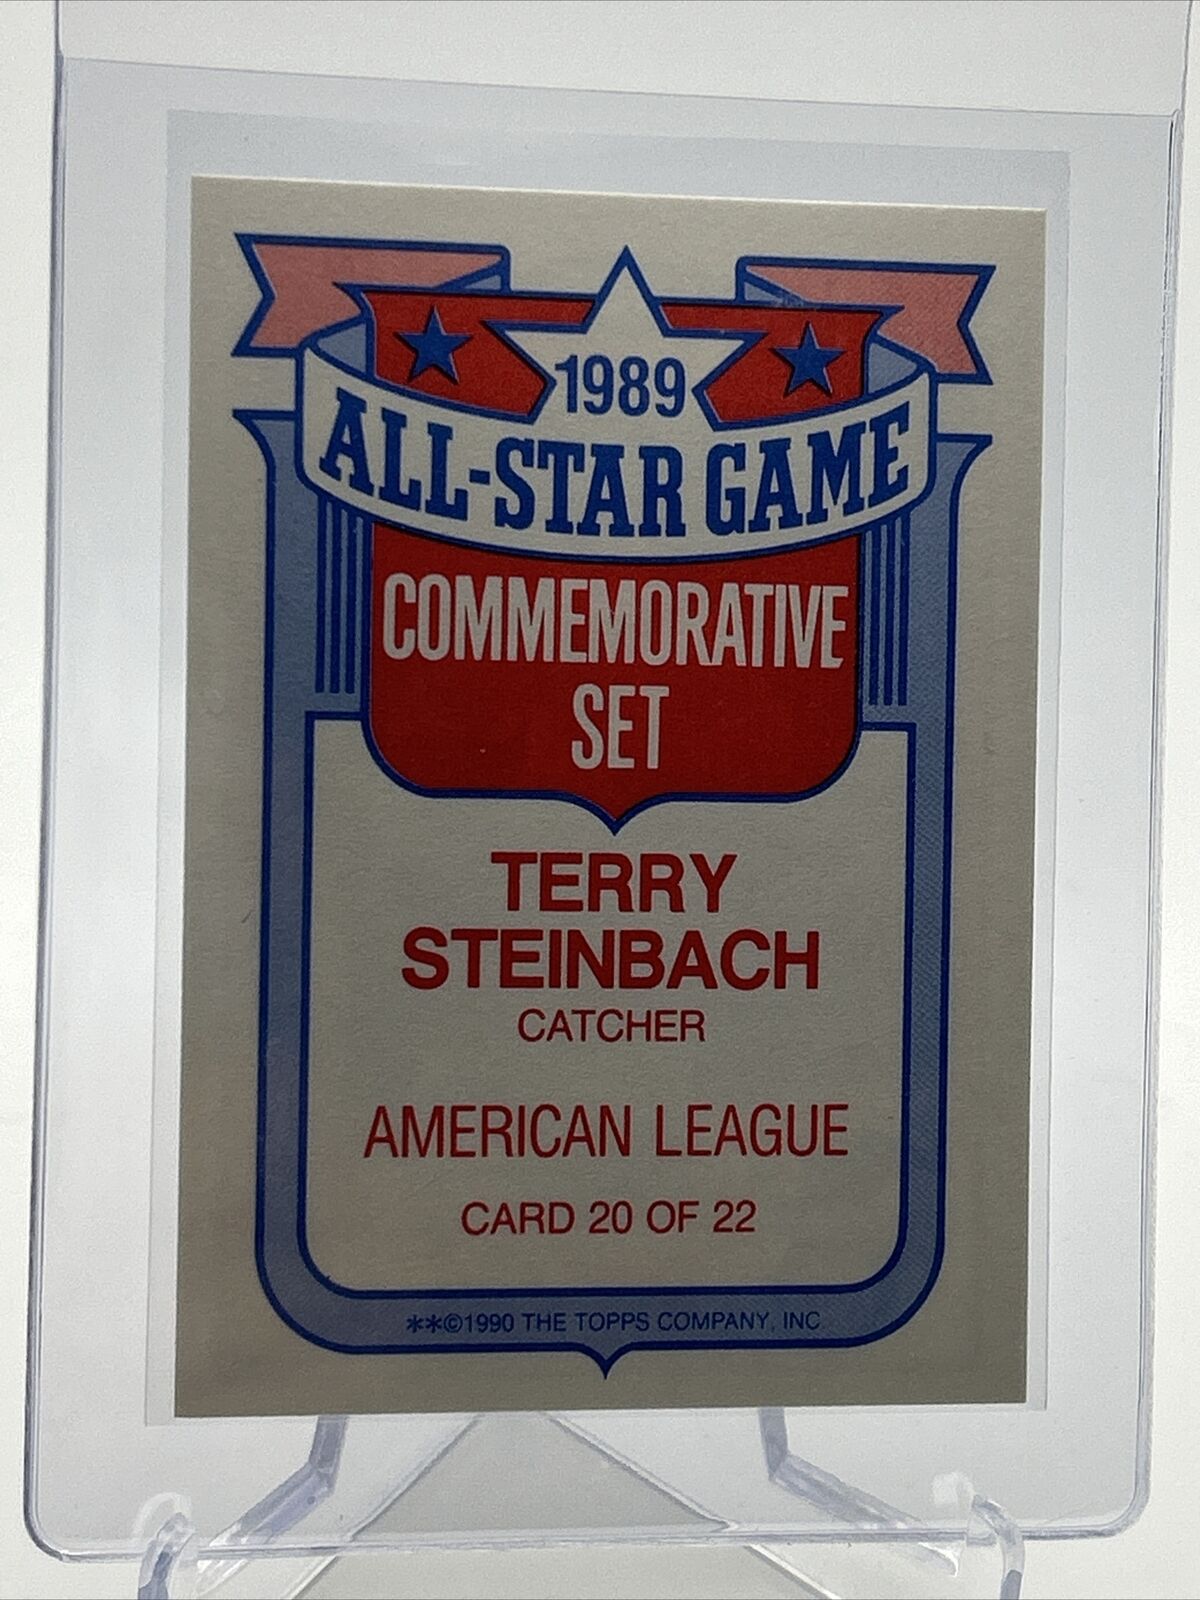 1989
ALL-STAR GAME
COMMEMORATIVE
SET
TERRY
STEINBACH
CATCHER
AMERICAN LEAGUE
CARD 20 OF 22
**©1990 THE TOPPS COMPANY, INC